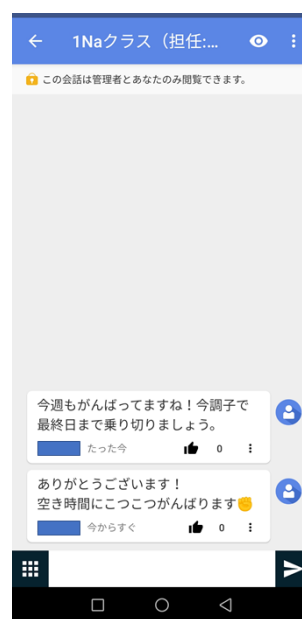 1Naクラス（担任:...
この会話は管理者とあなたのみ閲覧できます。
今週もがんばってますね！今調子で
最終日まで乗り切りましょう。
たった今
0
ありがとうございます！
空き時間にこつこつがんばります✊
今からすぐ
0